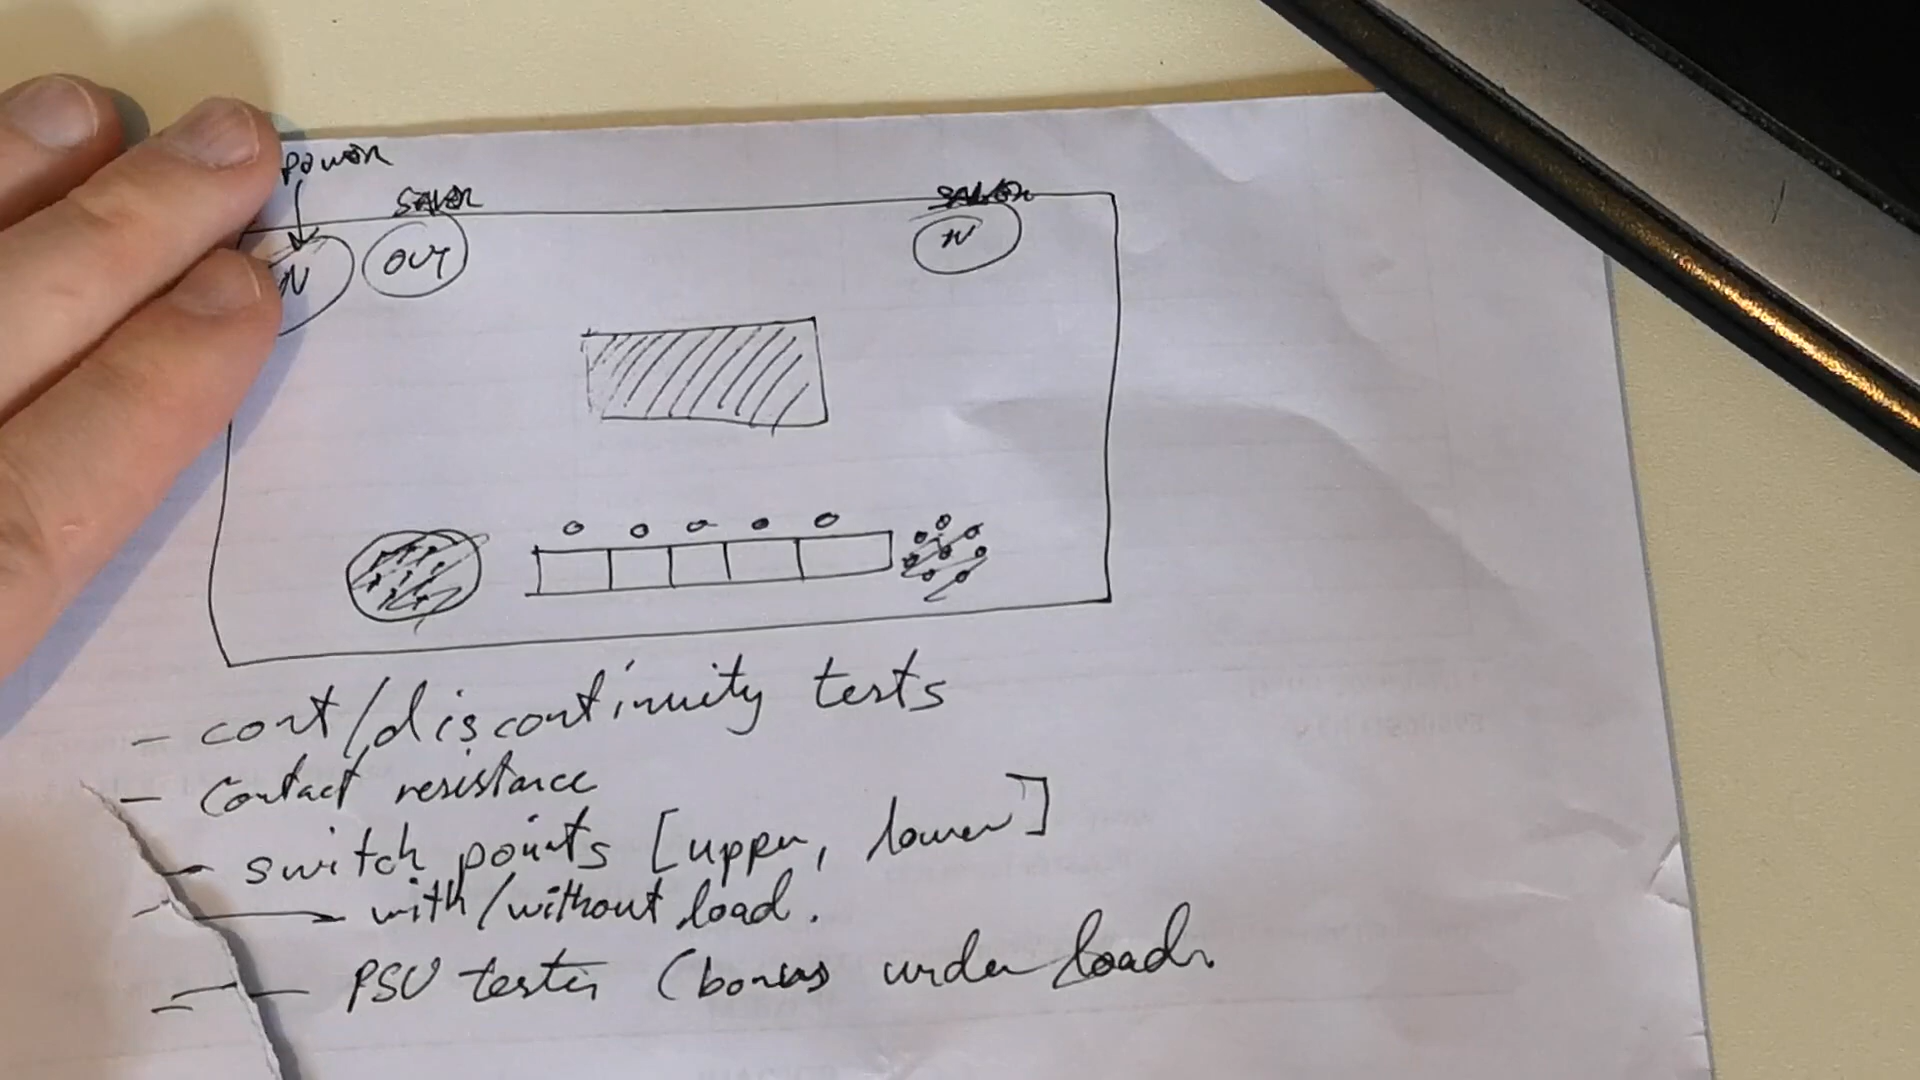 POWER
SAVER
SAVER
IN
OUT
IN
- cont/discontinuity tests
- Contact resistance
- switch points [upper, lower]
- with/without load.
- PSU tester (bonus under load.